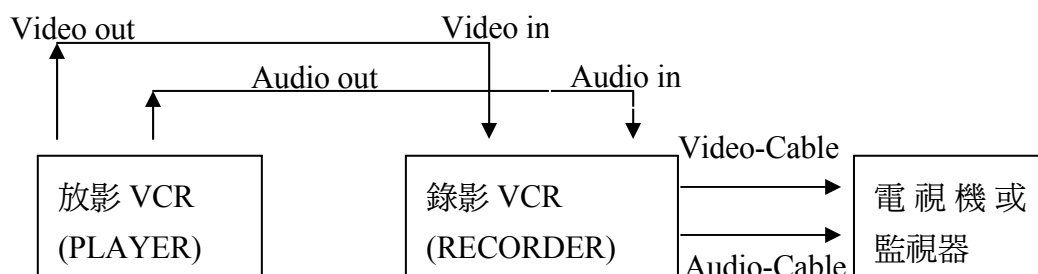 Video out
Video in
Audio out
Audio in
Video-Cable
放影 VCR
(PLAYER)
錄影 VCR
(RECORDER)
電 視 機 或
監視器
Audio-Cable